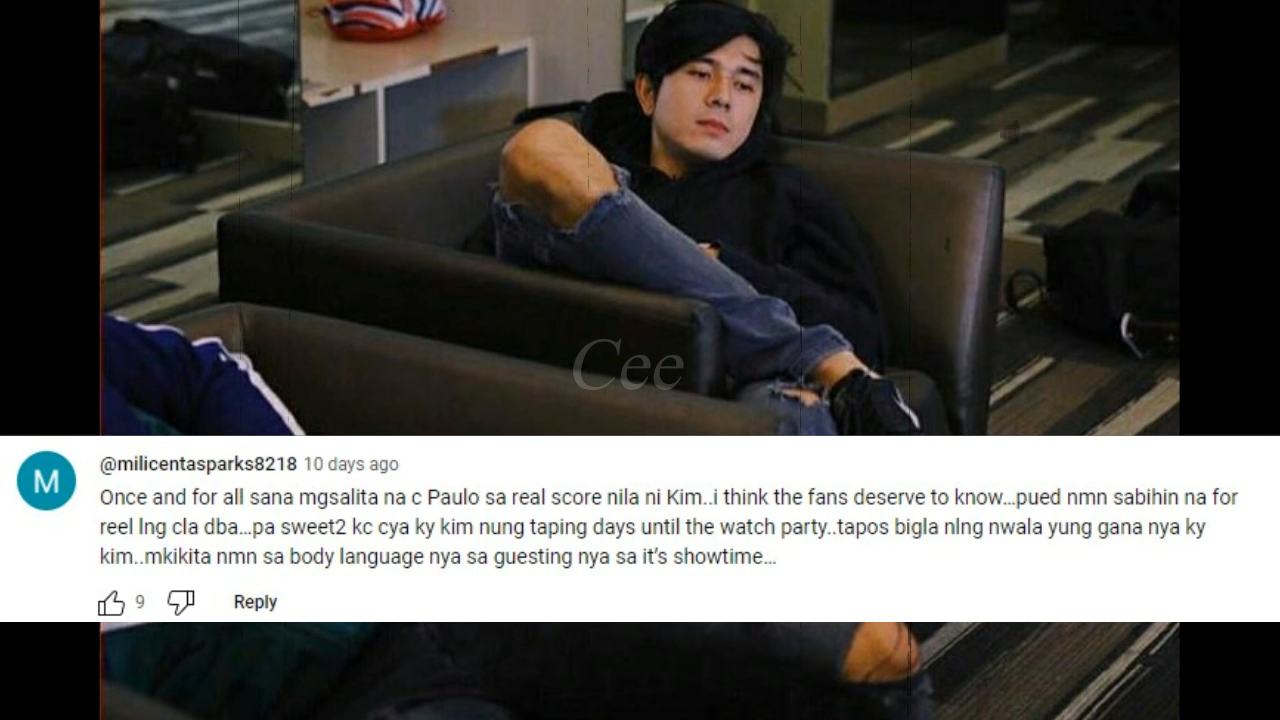 Cee
M
@milicentasparks8218 10 days ago
Once and for all sana mgsalita na c Paulo sa real score nila ni Kim..i think the fans deserve to know...pued nmn sabihin na for
reel lng cla dba...pa sweet2 kc cya ky kim nung taping days until the watch party..tapos bigla nlng nwala yung gana nya ky
kim..mkikita nmn sa body language nya sa guesting nya sa it's showtime...
9 Reply